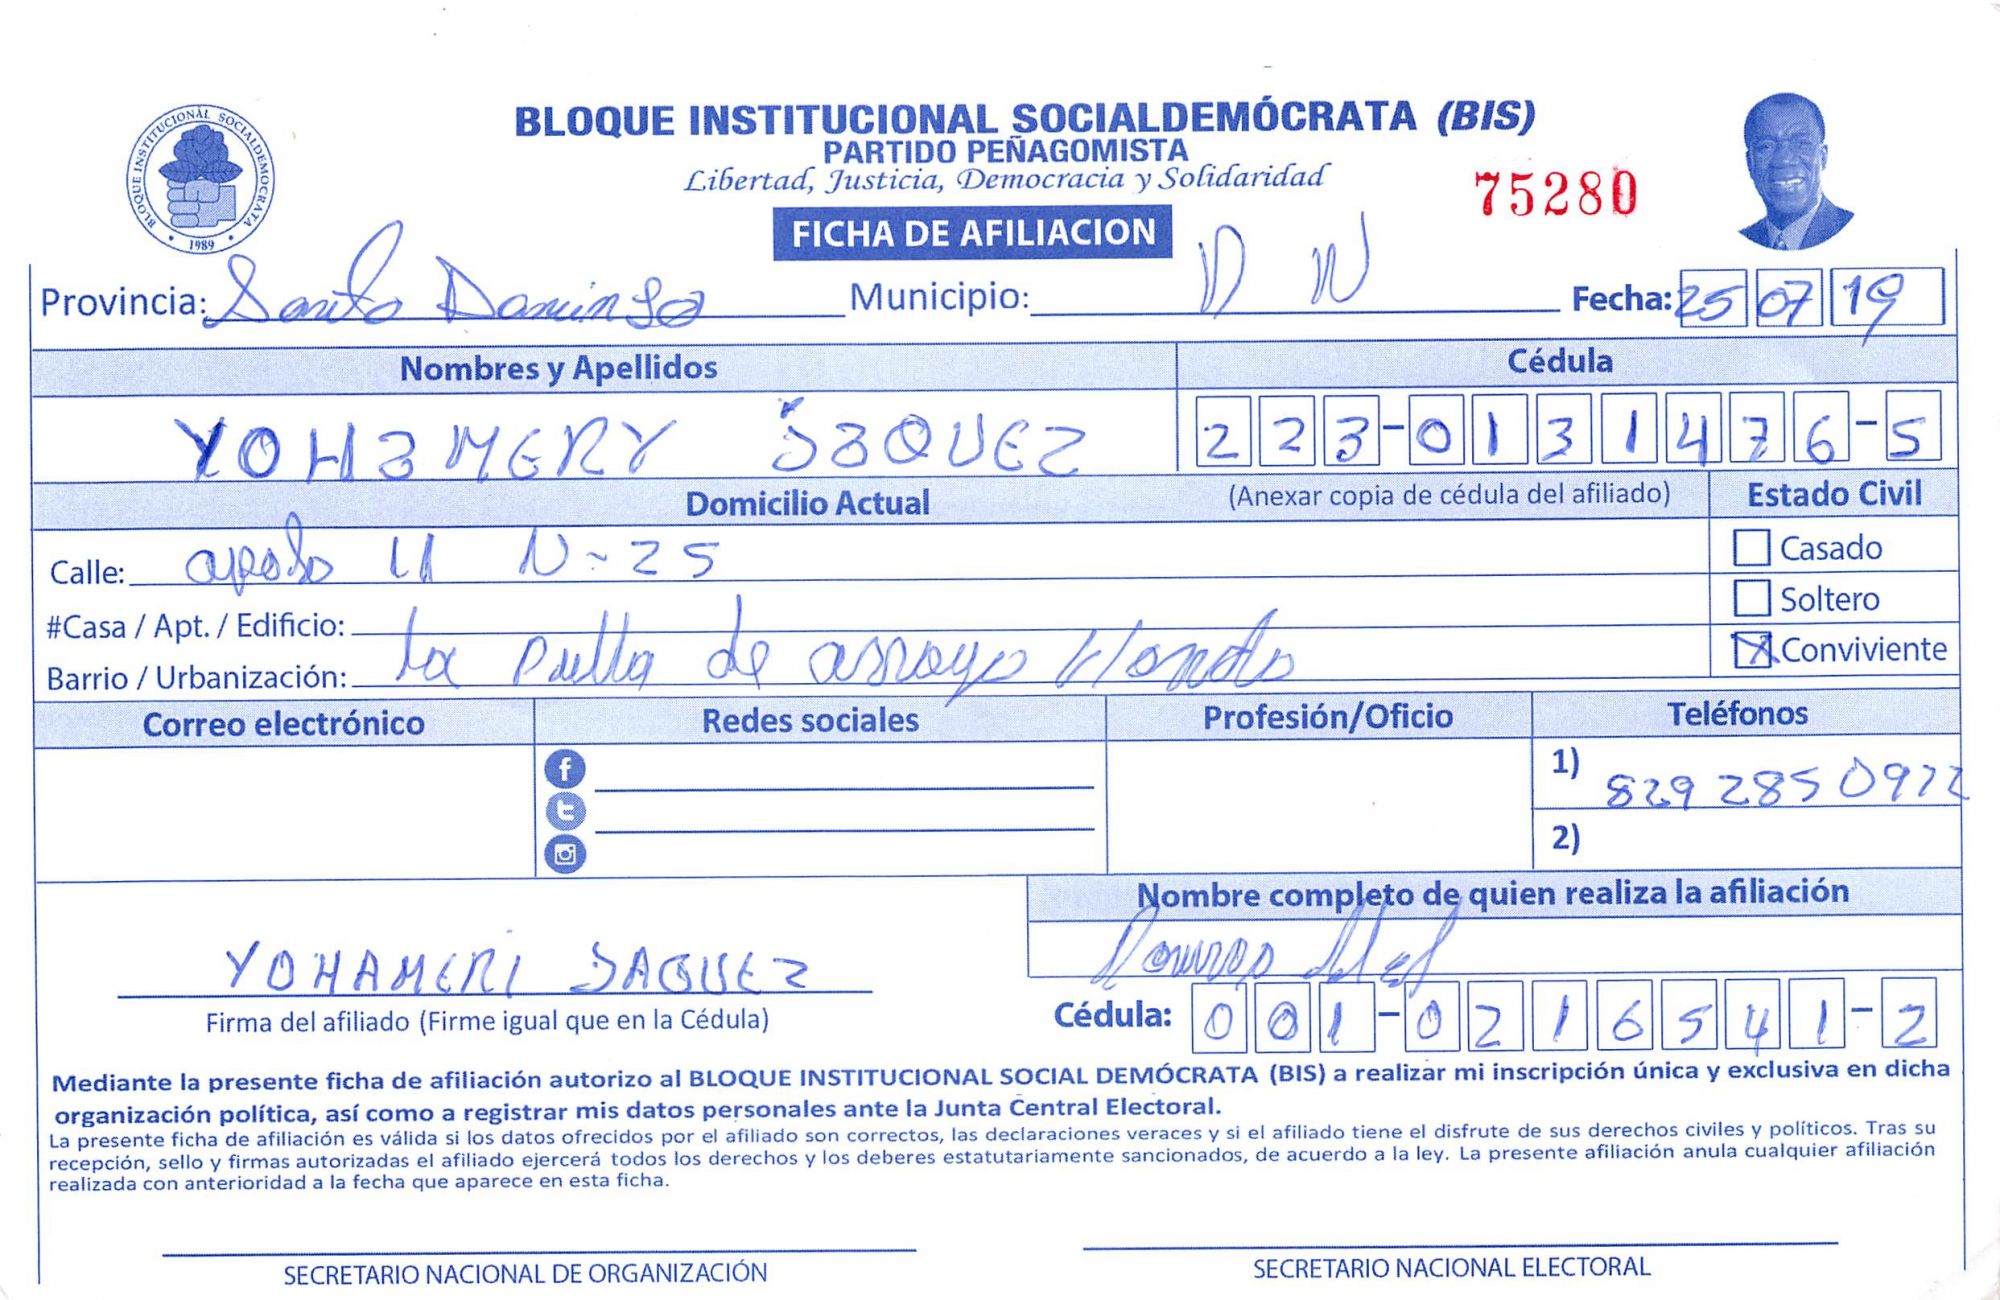 BLOQUE INSTITUCIONAL SOCIALDEMÓCRATA (BIS)
PARTIDO PEÑAGOMISTA
Libertad, Justicia, Democracia y Solidaridad
75280
BLOQUE INSTITUCIONAL SOCIALDEMOCRATA
1989
FICHA DE AFILIACION
Provincia: Santo Domingo Municipio: D N Fecha: 25 07 19
Nombres y Apellidos Cédula
YOHAMERY SAQUEZ 223-0131476-5
Domicilio Actual (Anexar copia de cédula del afiliado) Estado Civil
Calle: apolo 11 N-25 Casado
#Casa / Apt. / Edificio: Soltero
Barrio / Urbanización: La Pulla de arroyo Hondo X Conviviente
Correo electrónico Redes sociales Profesión/Oficio Teléfonos
1) 829 285 0972
2)
Nombre completo de quien realiza la afiliación
YOHAMERI SAQUEZ
Firma del afiliado (Firme igual que en la Cédula) Cédula: 001-0216541-2
Mediante la presente ficha de afiliación autorizo al BLOQUE INSTITUCIONAL SOCIAL DEMÓCRATA (BIS) a realizar mi inscripción única y exclusiva en dicha
organización política, así como a registrar mis datos personales ante la Junta Central Electoral.
La presente ficha de afiliación es válida si los datos ofrecidos por el afiliado son correctos, las declaraciones veraces y si el afiliado tiene el disfrute de sus derechos civiles y políticos. Tras su
recepción, sello y firmas autorizadas el afiliado ejercerá todos los derechos y los deberes estatutariamente sancionados, de acuerdo a la ley. La presente afiliación anula cualquier afiliación
realizada con anterioridad a la fecha que aparece en esta ficha.
SECRETARIO NACIONAL DE ORGANIZACIÓN SECRETARIO NACIONAL ELECTORAL